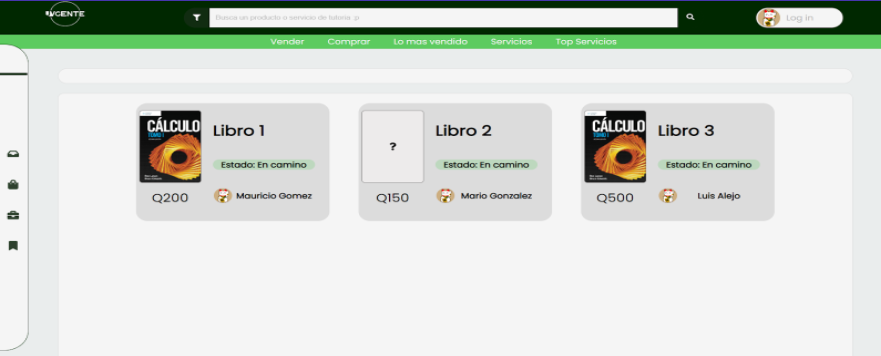 UVGENTE
Busca un producto o servicio de tutoria ;p
Log in
Vender Comprar Lo mas vendido Servicios Top Servicios
CÁLCULO
TOMO I
Libro 1
Estado: En camino
Q200
Mauricio Gomez
?
Libro 2
Estado: En camino
Q150
Mario Gonzalez
CÁLCULO
TOMO I
Libro 3
Estado: En camino
Q500
Luis Alejo